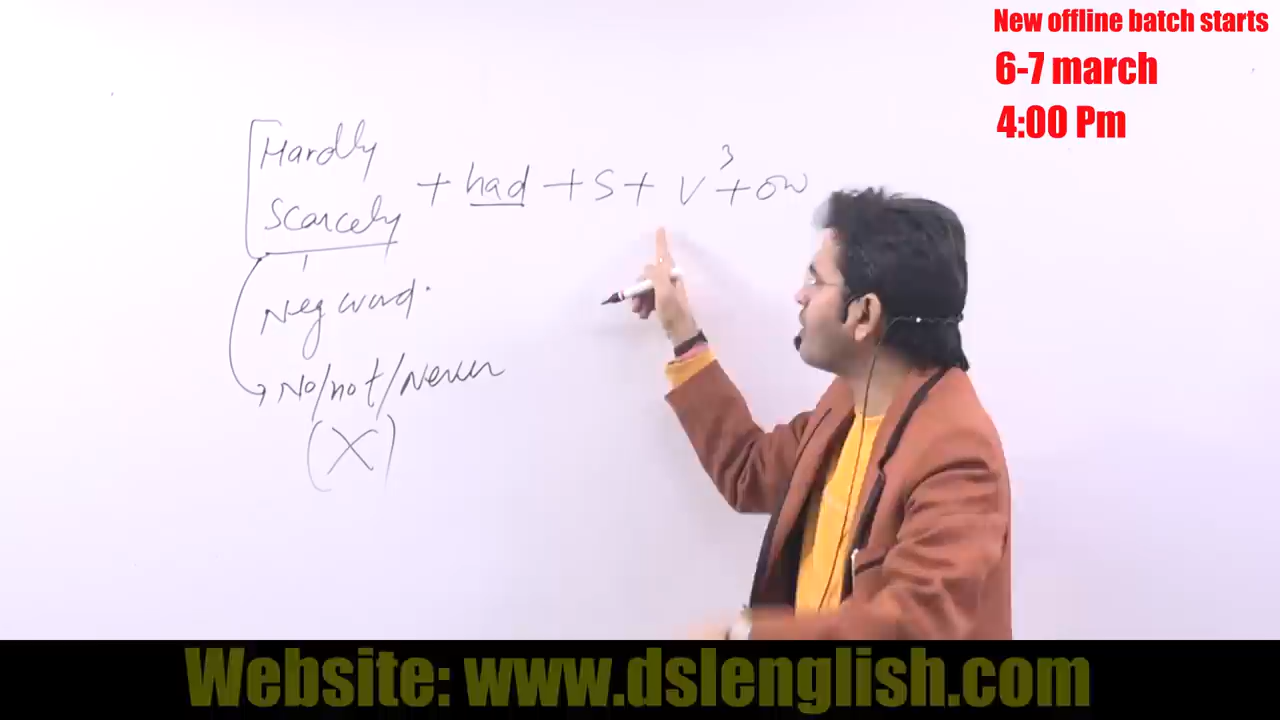 New offline batch starts
6-7 march
4:00 Pm
Hardly
Scarcely
+ had + S + V³ + ow
Neg word.
No/not/Never
(X)
Website: www.dslenglish.com